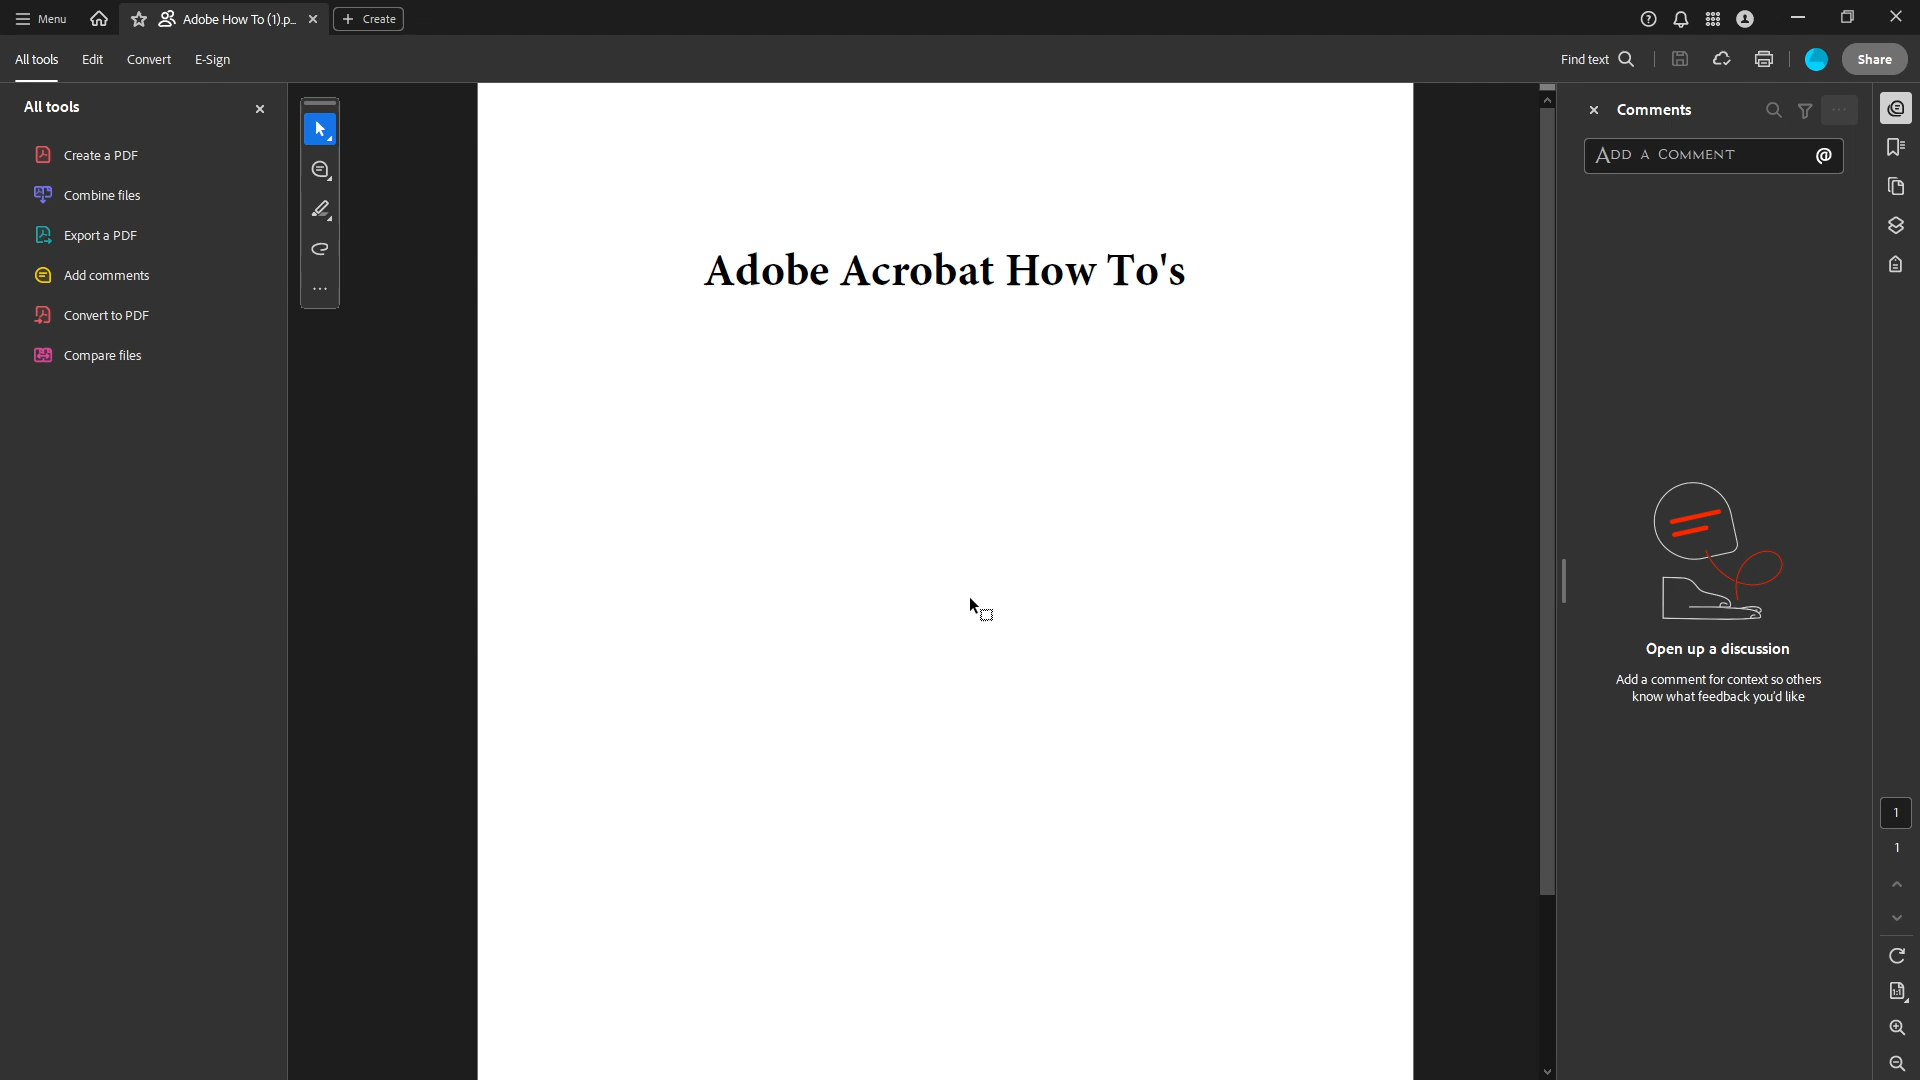 Menu
Adobe How To (1).p...
Create
All tools
Edit
Convert
E-Sign
Find text
Share
All tools
Create a PDF
Combine files
Export a PDF
Add comments
Convert to PDF
Compare files
Adobe Acrobat How To's
Comments
Add a comment
@
Open up a discussion
Add a comment for context so others
know what feedback you'd like
1
1
1:1